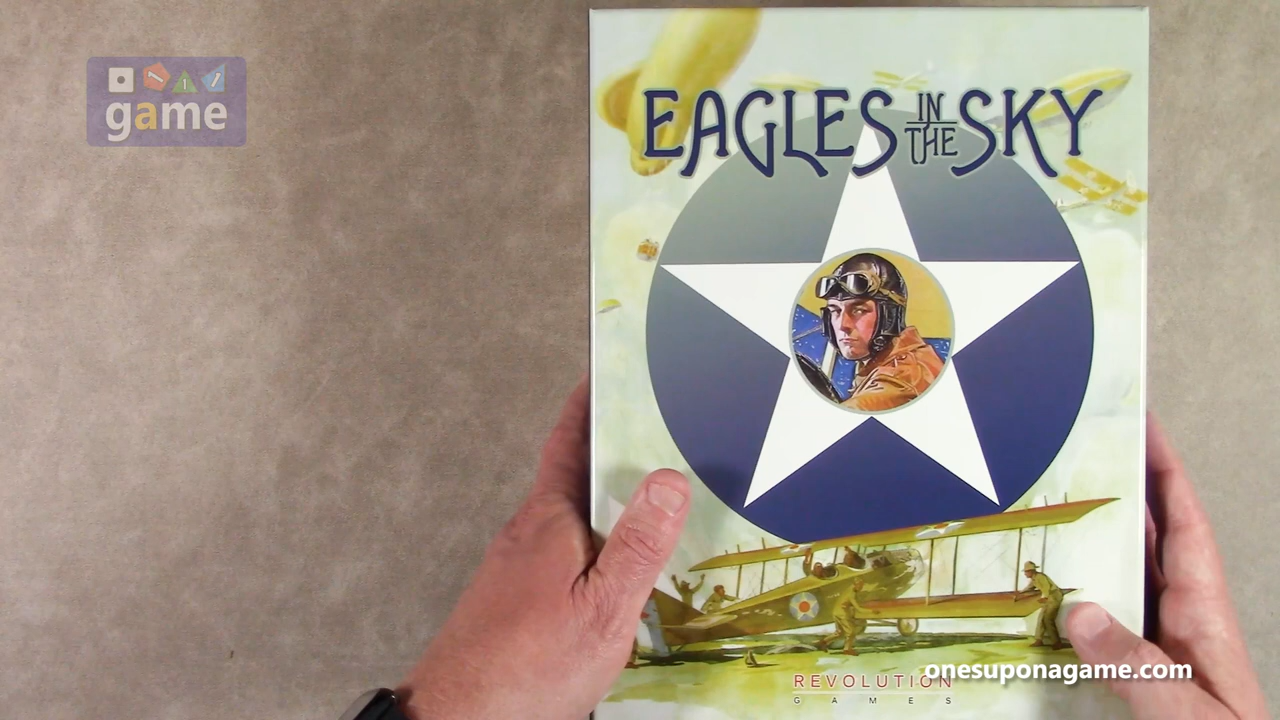 game
EAGLES IN THE SKY
onesuponagame.com
REVOLUTION
GAMES